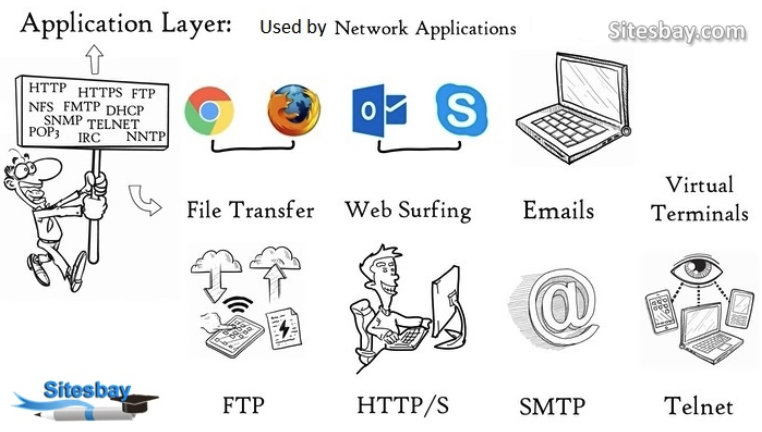 Application Layer: Used by Network Applications
Sitesbay.com
HTTP HTTPS FTP
NFS FMTP DHCP
SNMP TELNET
POP3 IRC NNTP
File Transfer
Web Surfing
Emails
Virtual
Terminals
FTP
HTTP/S
SMTP
Telnet
Sitesbay